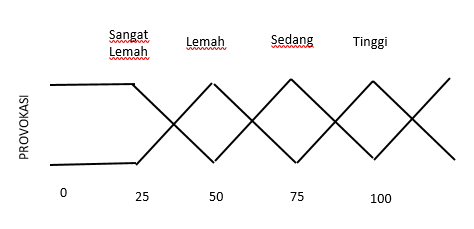 Sangat
Lemah
Lemah
Sedang
Tinggi
PROVOKASI
0
25
50
75
100